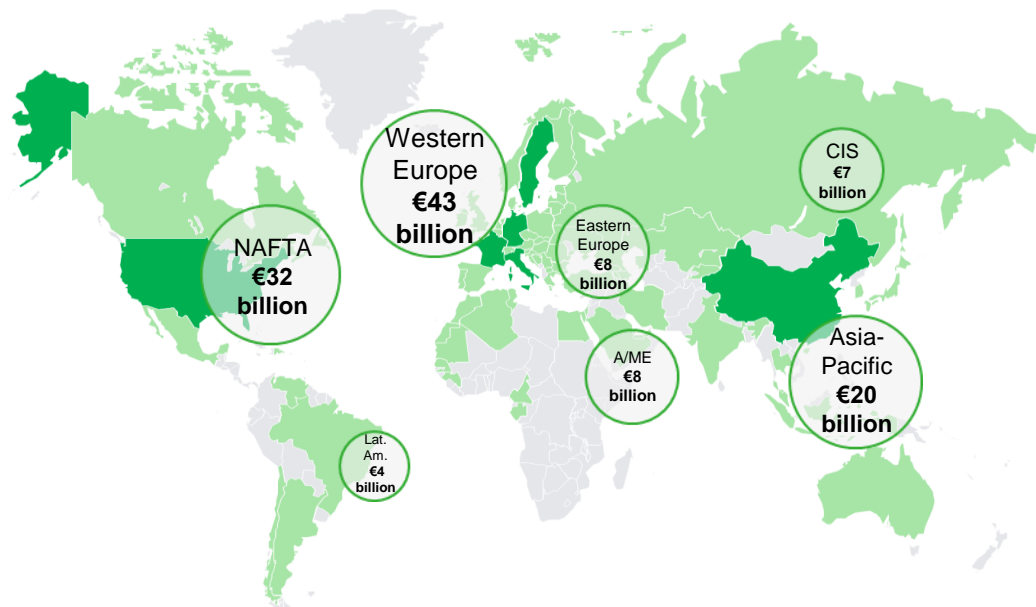 Western
Europe
€43
billion
CIS
€7
billion
NAFTA
€32
billion
Eastern
Europe
€8
billion
A/ME
€8
billion
Asia-
Pacific
€20
billion
Lat.
Am.
€4
billion